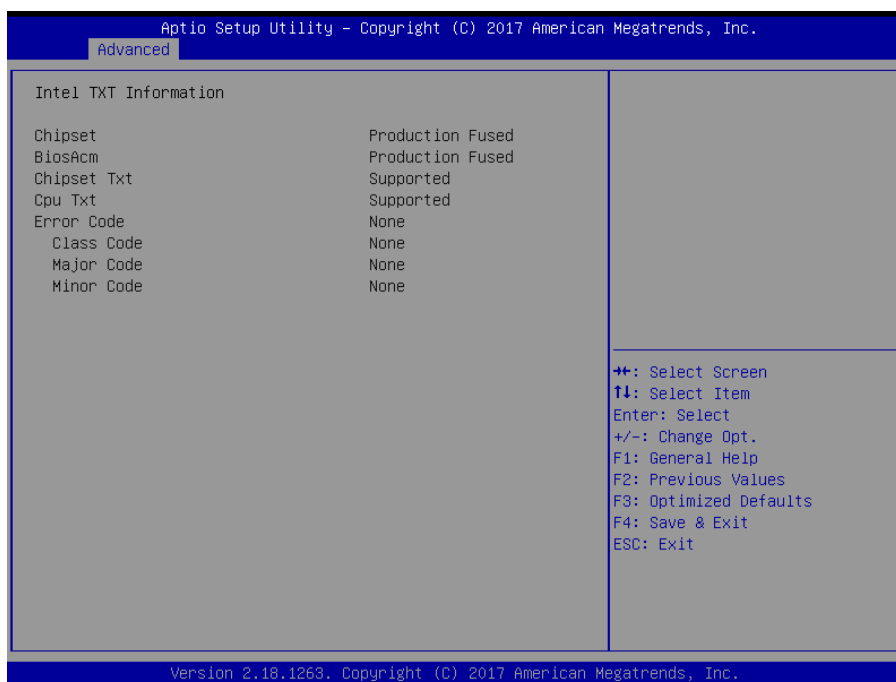 Aptio Setup Utility – Copyright (C) 2017 American Megatrends, Inc.
Advanced
Intel TXT Information
Chipset Production Fused
BiosAcm Production Fused
Chipset Txt Supported
Cpu Txt Supported
Error Code None
Class Code None
Major Code None
Minor Code None
→←: Select Screen
↑↓: Select Item
Enter: Select
+/-: Change Opt.
F1: General Help
F2: Previous Values
F3: Optimized Defaults
F4: Save & Exit
ESC: Exit
Version 2.18.1263. Copyright (C) 2017 American Megatrends, Inc.